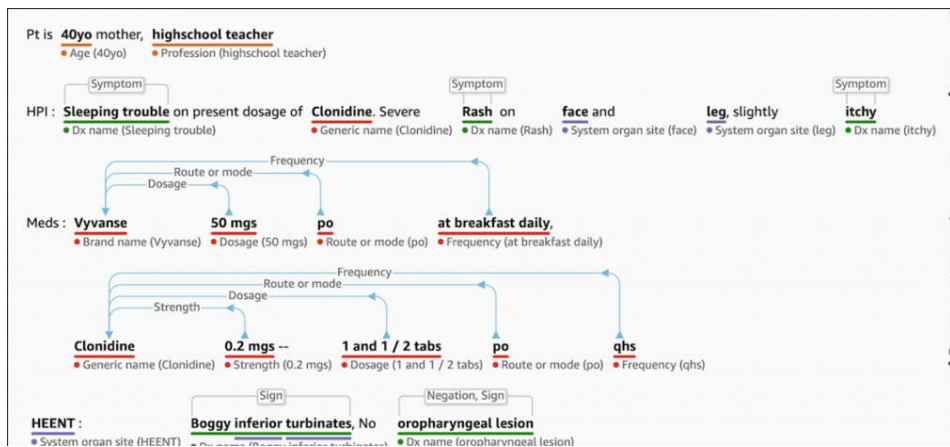 Pt is 40yo mother, highschool teacher
Age (40yo) Profession (highschool teacher)
Symptom Symptom Symptom
HPI : Sleeping trouble on present dosage of Clonidine. Severe Rash on face and leg, slightly itchy
Dx name (Sleeping trouble) Generic name (Clonidine) Dx name (Rash) System organ site (face) System organ site (leg) Dx name (itchy)
Frequency
Route or mode
Dosage
Meds : Vyvanse 50 mgs po at breakfast daily,
Brand name (Vyvanse) Dosage (50 mgs) Route or mode (po) Frequency (at breakfast daily)
Frequency
Route or mode
Dosage
Strength
Clonidine 0.2 mgs -- 1 and 1 / 2 tabs po qhs
Generic name (Clonidine) Strength (0.2 mgs) Dosage (1 and 1 / 2 tabs) Route or mode (po) Frequency (qhs)
Sign Negation, Sign
HEENT : Boggy inferior turbinates, No oropharyngeal lesion
System organ site (HEENT) Dx name (Boggy inferior turbinates) Dx name (oropharyngeal lesion)